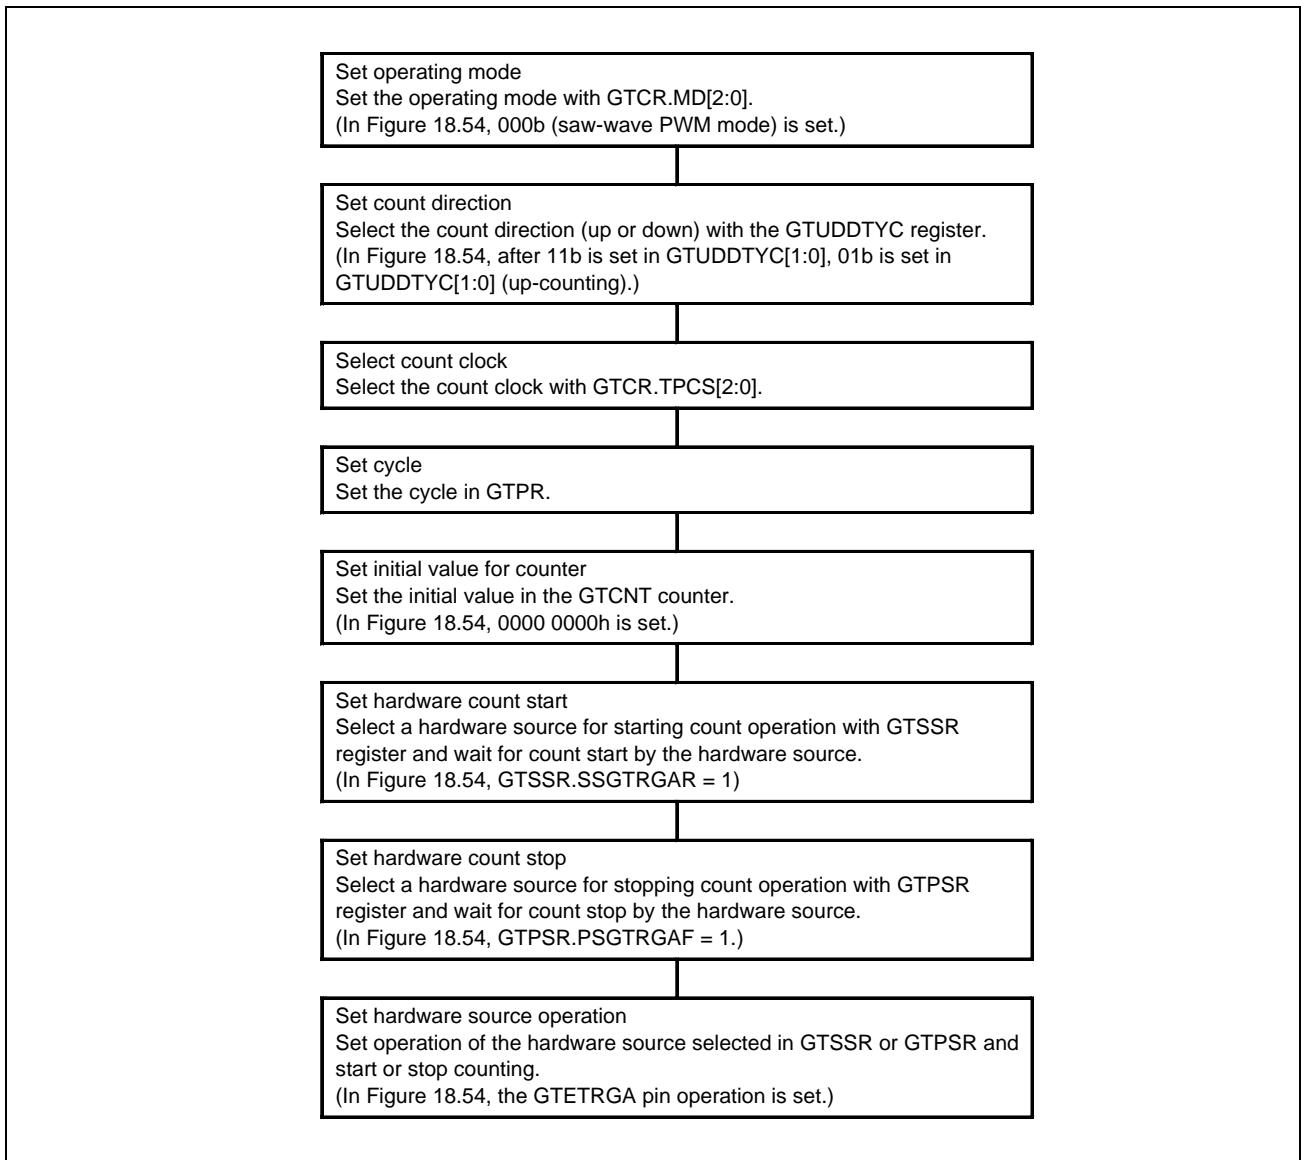 Set operating mode
Set the operating mode with GTCR.MD[2:0].
(In Figure 18.54, 000b (saw-wave PWM mode) is set.)
Set count direction
Select the count direction (up or down) with the GTUDDTYC register.
(In Figure 18.54, after 11b is set in GTUDDTYC[1:0], 01b is set in
GTUDDTYC[1:0] (up-counting).)
Select count clock
Select the count clock with GTCR.TPCS[2:0].
Set cycle
Set the cycle in GTPR.
Set initial value for counter
Set the initial value in the GTCNT counter.
(In Figure 18.54, 0000 0000h is set.)
Set hardware count start
Select a hardware source for starting count operation with GTSSR
register and wait for count start by the hardware source.
(In Figure 18.54, GTSSR.SSGTRGAR = 1)
Set hardware count stop
Select a hardware source for stopping count operation with GTPSR
register and wait for count stop by the hardware source.
(In Figure 18.54, GTPSR.PSGTRGAF = 1.)
Set hardware source operation
Set operation of the hardware source selected in GTSSR or GTPSR and
start or stop counting.
(In Figure 18.54, the GTETRGA pin operation is set.)